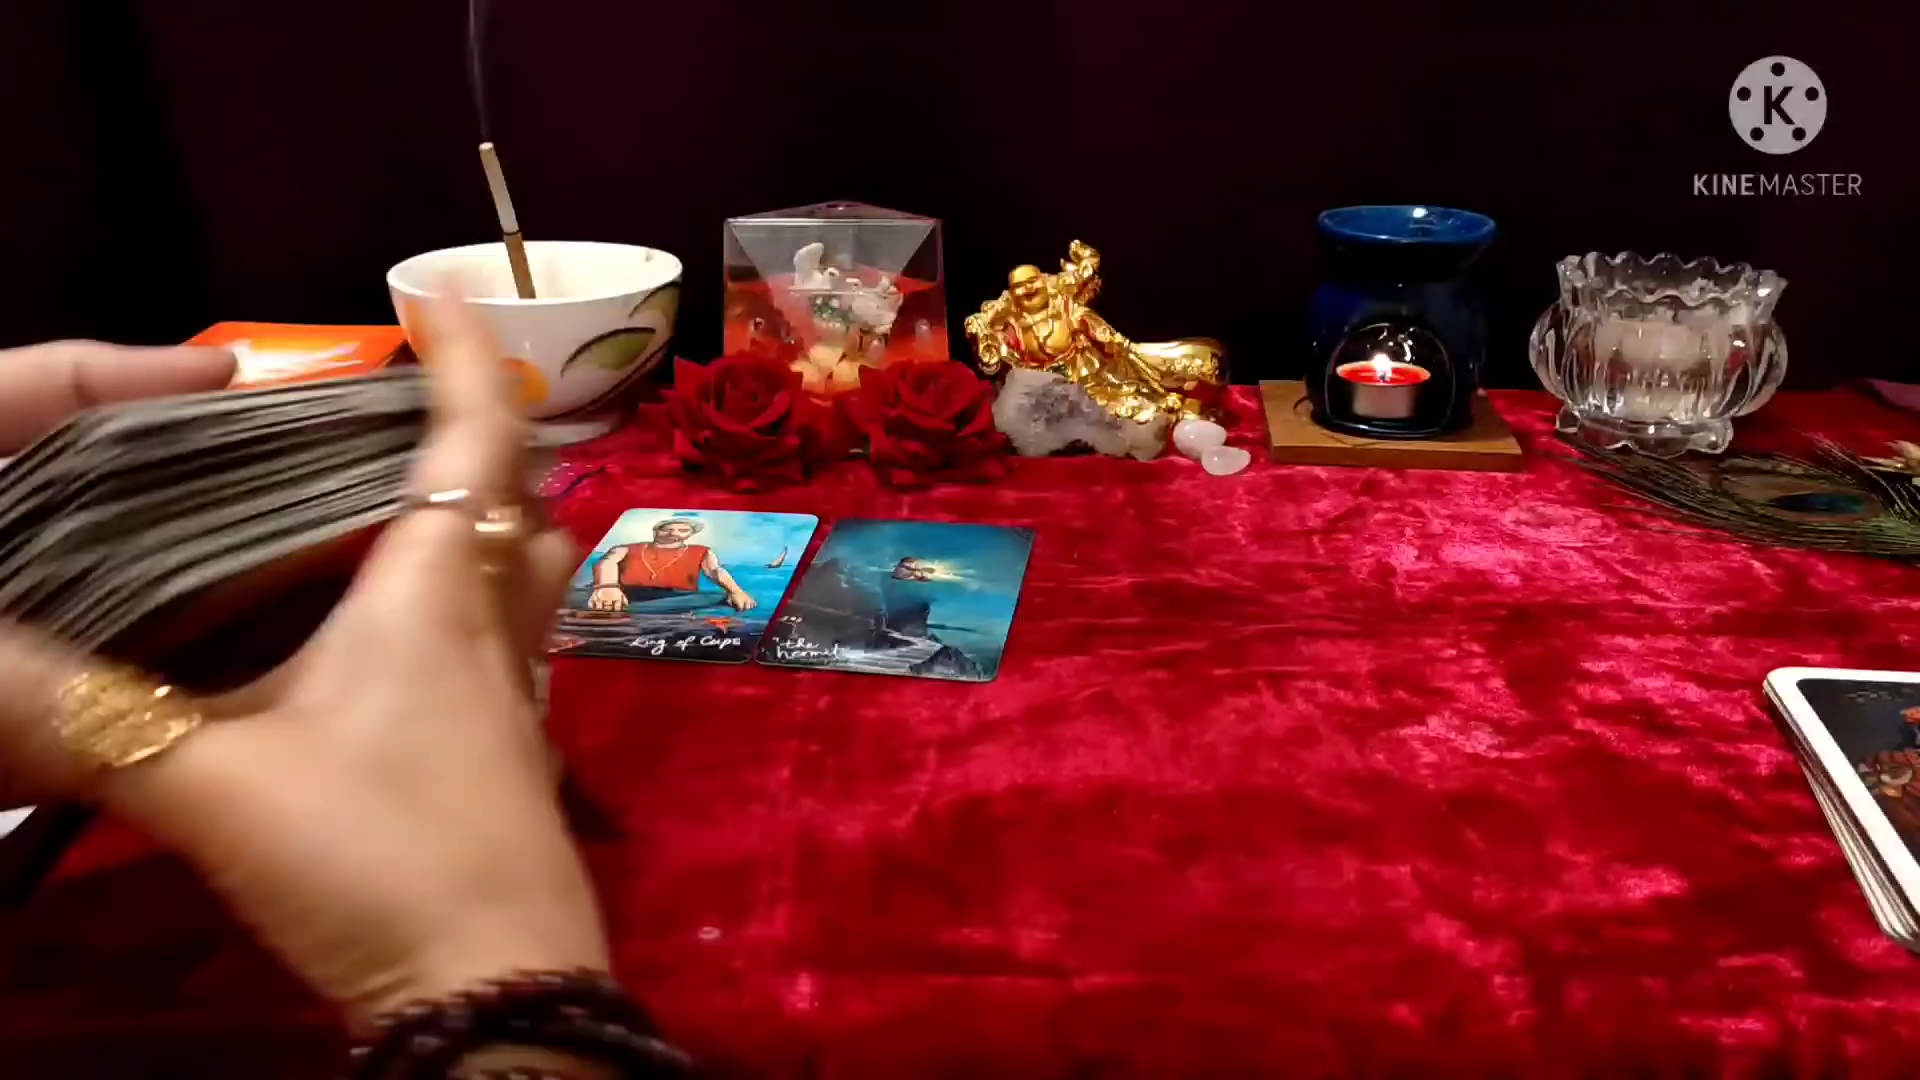 K
KINEMASTER
King of Cups
"the
hermit"